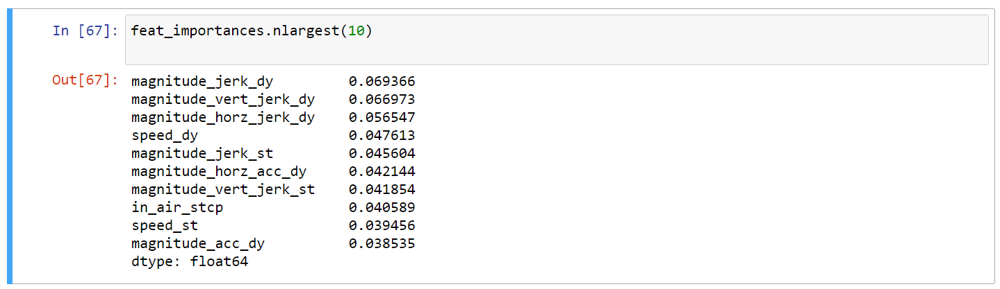 In [67]: feat_importances.nlargest(10)
Out[67]: magnitude_jerk_dy 0.069366
magnitude_vert_jerk_dy 0.066973
magnitude_horz_jerk_dy 0.056547
speed_dy 0.047613
magnitude_jerk_st 0.045604
magnitude_horz_acc_dy 0.042144
magnitude_vert_jerk_st 0.041854
in_air_stcp 0.040589
speed_st 0.039456
magnitude_acc_dy 0.038535
dtype: float64